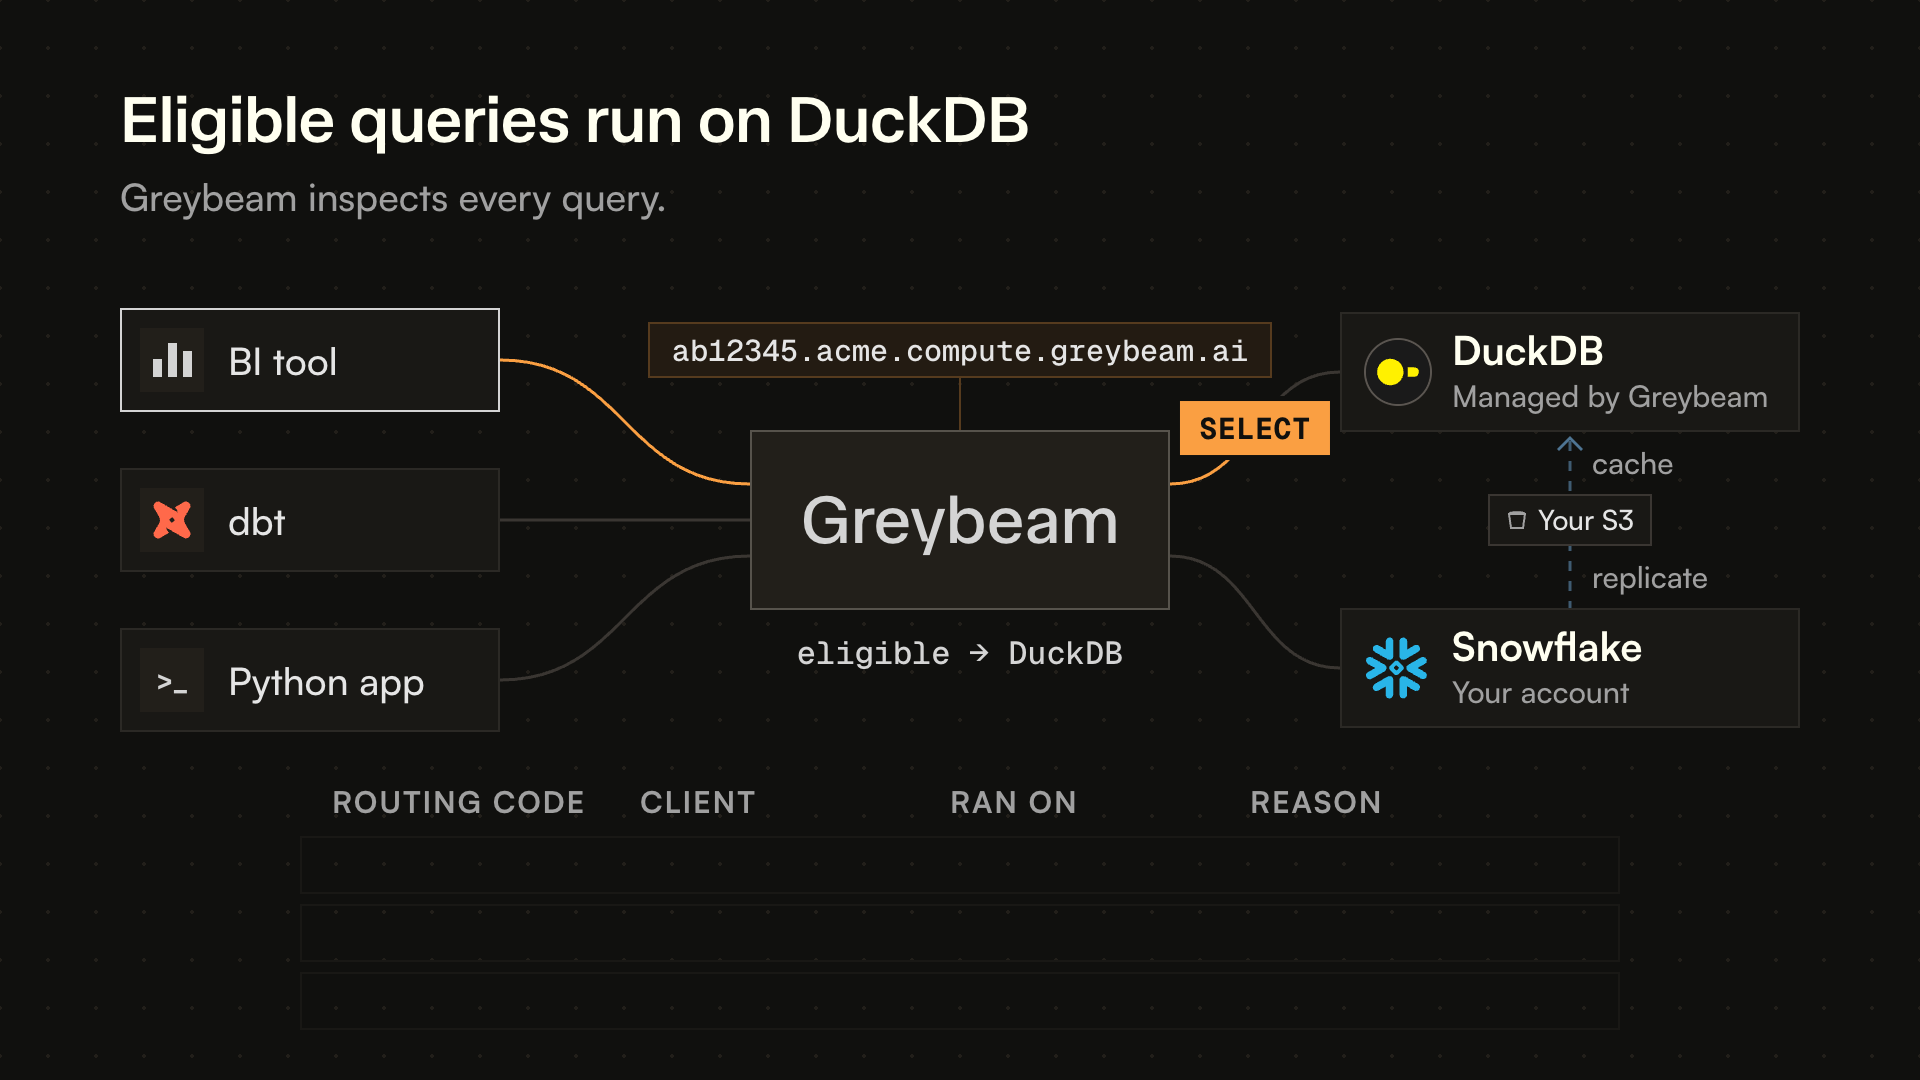 Eligible queries run on DuckDB
Greybeam inspects every query.
BI tool
dbt
>_ Python app
ab12345.acme.compute.greybeam.ai
Greybeam
eligible → DuckDB
SELECT
DuckDB
Managed by Greybeam
cache
Your S3
replicate
Snowflake
Your account
ROUTING CODE CLIENT RAN ON REASON